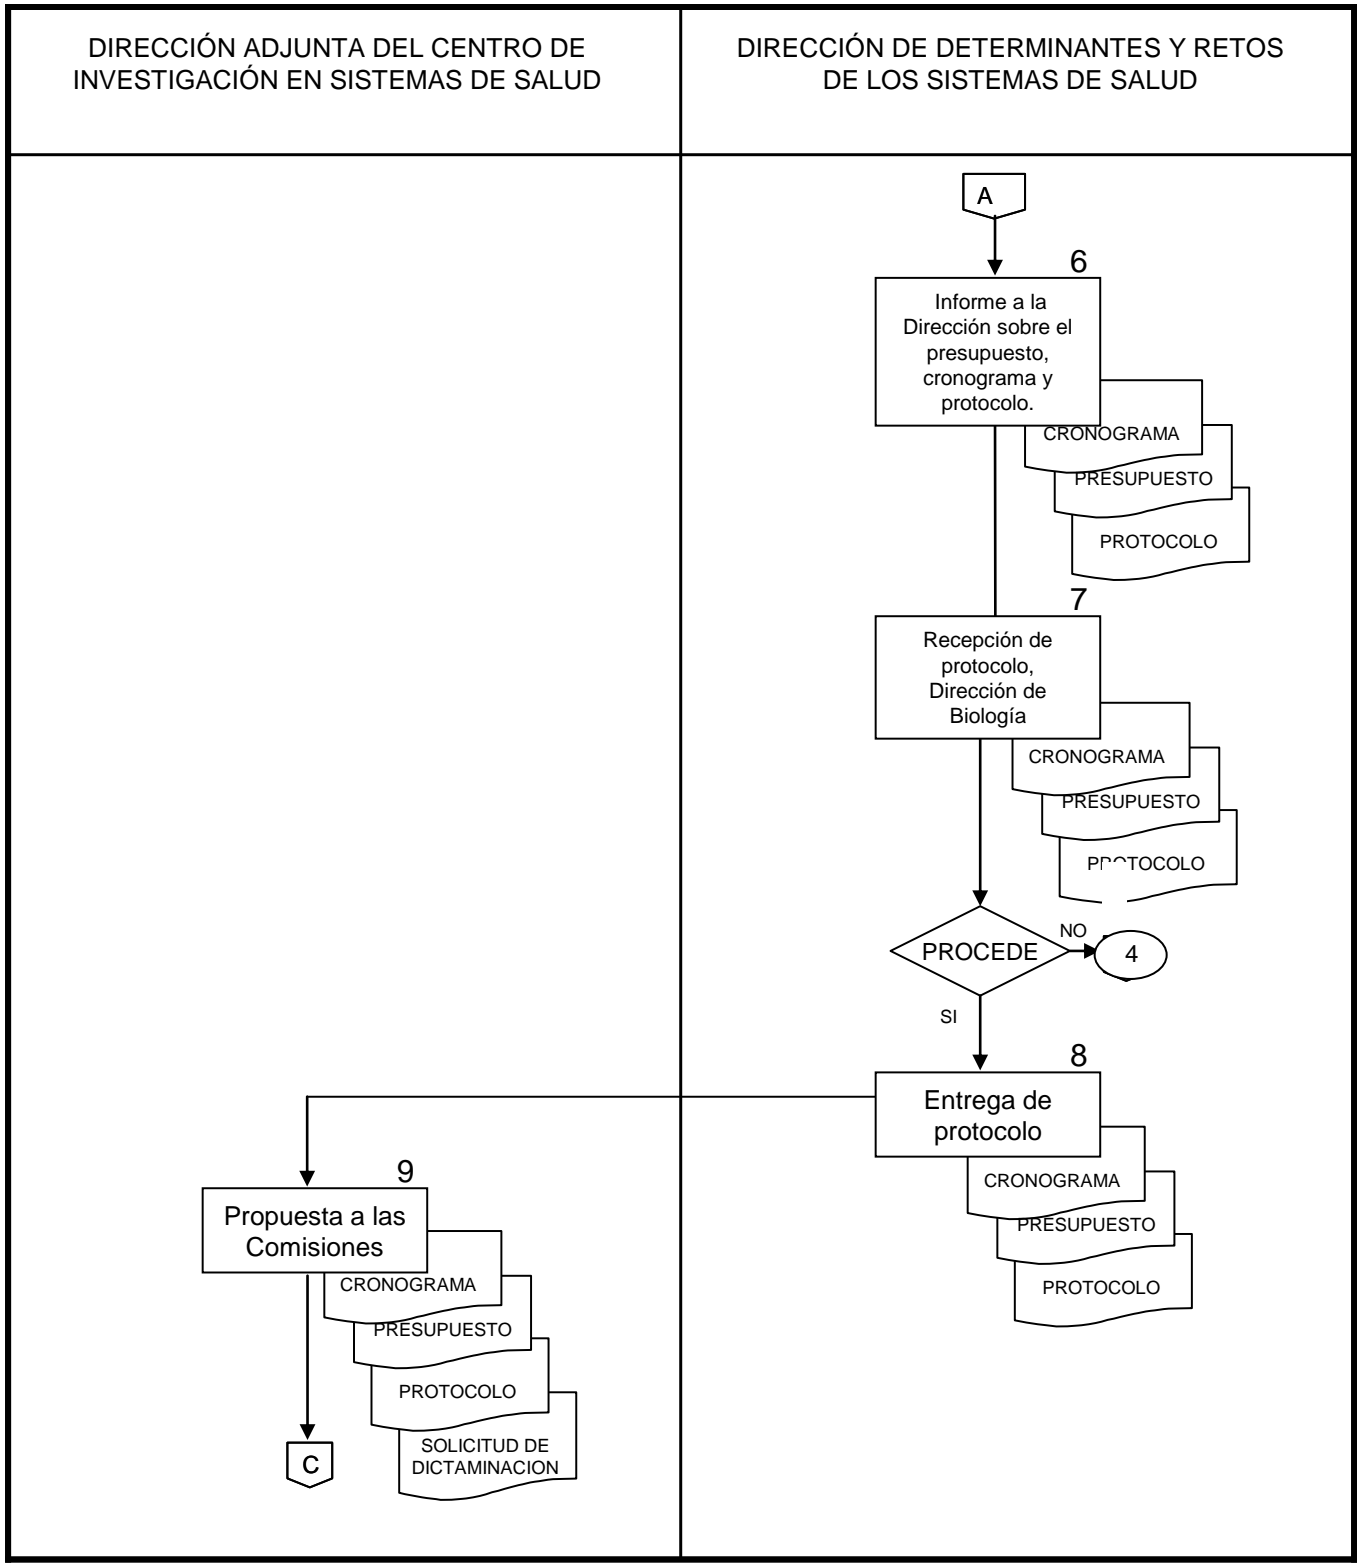 DIRECCIÓN ADJUNTA DEL CENTRO DE
INVESTIGACIÓN EN SISTEMAS DE SALUD
DIRECCIÓN DE DETERMINANTES Y RETOS
DE LOS SISTEMAS DE SALUD
A
6
Informe a la
Dirección sobre el
presupuesto,
cronograma y
protocolo.
CRONOGRAMA
PRESUPUESTO
PROTOCOLO
7
Recepción de
protocolo,
Dirección de
Biología
CRONOGRAMA
PRESUPUESTO
PROTOCOLO
PROCEDE
NO
4
SI
8
Entrega de
protocolo
CRONOGRAMA
PRESUPUESTO
PROTOCOLO
9
Propuesta a las
Comisiones
CRONOGRAMA
PRESUPUESTO
PROTOCOLO
SOLICITUD DE
DICTAMINACION
C